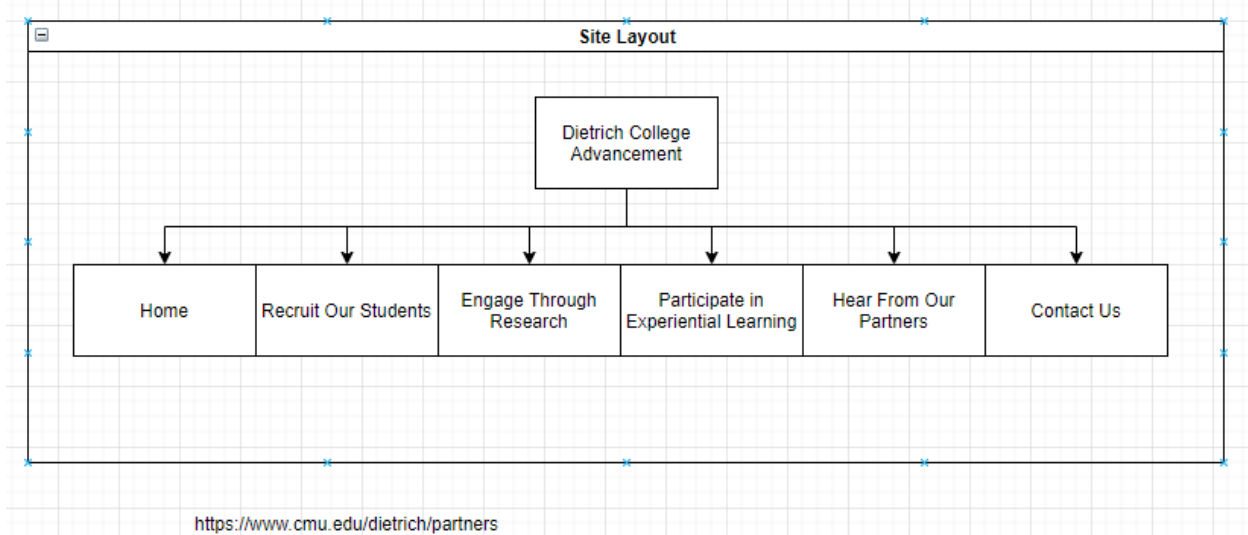 Site Layout
Dietrich College
Advancement
Home
Recruit Our Students
Engage Through
Research
Participate in
Experiential Learning
Hear From Our
Partners
Contact Us
https://www.cmu.edu/dietrich/partners